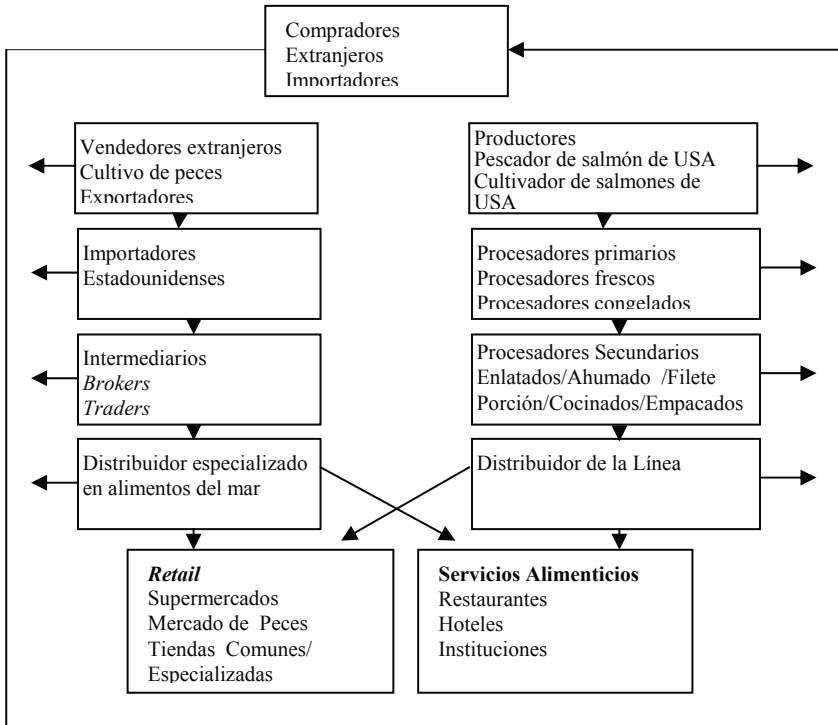 Compradores
Extranjeros
Importadores
Vendedores extranjeros
Cultivo de peces
Exportadores
Productores
Pescador de salmón de USA
Cultivador de salmones de
USA
Importadores
Estadounidenses
Procesadores primarios
Procesadores frescos
Procesadores congelados
Intermediarios
Brokers
Traders
Procesadores Secundarios
Enlatados/Ahumado /Filete
Porción/Cocinados/Empacados
Distribuidor especializado
en alimentos del mar
Distribuidor de la Línea
Retail
Supermercados
Mercado de Peces
Tiendas Comunes/
Especializadas
Servicios Alimenticios
Restaurantes
Hoteles
Instituciones